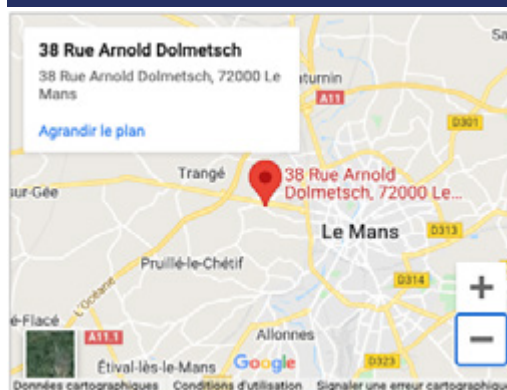 38 Rue Arnold Dolmetsch
38 Rue Arnold Dolmetsch, 72000 Le
Mans
Agrandir le plan
Sa
aturnin
A11
D301
Trangé
38 Rue Arnold
Dolmetsch, 72000 Le...
sur-Gée
Le Mans
D313
Pruillé-le-Chétif
D314
+
L'Océane
−
é-Flacé
A11.1
Allonnes
Étival-lès-le-Mans
Google
D323
Données cartographiques
Conditions d'utilisation
Signaler une erreur cartographique